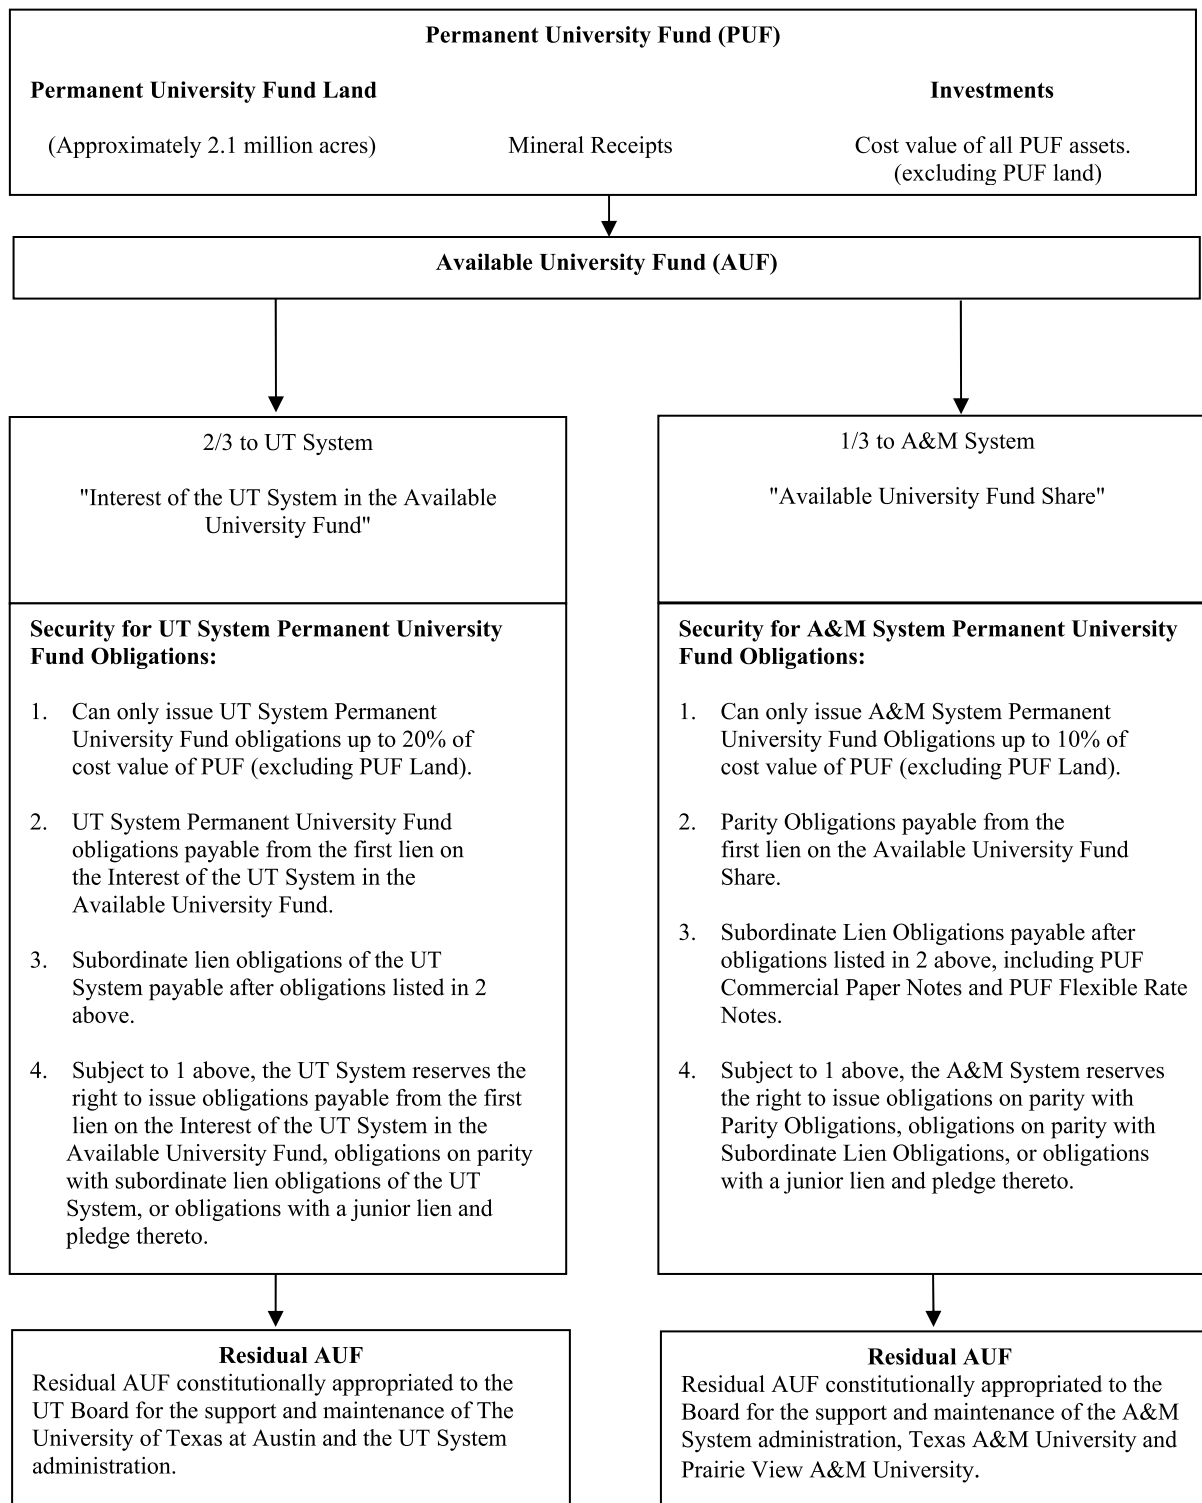 Permanent University Fund (PUF)
Permanent University Fund Land
Investments
(Approximately 2.1 million acres)
Mineral Receipts
Cost value of all PUF assets.
(excluding PUF land)
Available University Fund (AUF)
2/3 to UT System
"Interest of the UT System in the Available
University Fund"
Security for UT System Permanent University
Fund Obligations:
1. Can only issue UT System Permanent
University Fund obligations up to 20% of
cost value of PUF (excluding PUF Land).
2. UT System Permanent University Fund
obligations payable from the first lien on
the Interest of the UT System in the
Available University Fund.
3. Subordinate lien obligations of the UT
System payable after obligations listed in 2
above.
4. Subject to 1 above, the UT System reserves the
right to issue obligations payable from the first
lien on the Interest of the UT System in the
Available University Fund, obligations on parity
with subordinate lien obligations of the UT
System, or obligations with a junior lien and
pledge thereto.
Residual AUF
Residual AUF constitutionally appropriated to the
UT Board for the support and maintenance of The
University of Texas at Austin and the UT System
administration.
1/3 to A&M System
"Available University Fund Share"
Security for A&M System Permanent University
Fund Obligations:
1. Can only issue A&M System Permanent
University Fund Obligations up to 10% of
cost value of PUF (excluding PUF Land).
2. Parity Obligations payable from the
first lien on the Available University Fund
Share.
3. Subordinate Lien Obligations payable after
obligations listed in 2 above, including PUF
Commercial Paper Notes and PUF Flexible Rate
Notes.
4. Subject to 1 above, the A&M System reserves
the right to issue obligations on parity with
Parity Obligations, obligations on parity with
Subordinate Lien Obligations, or obligations
with a junior lien and pledge thereto.
Residual AUF
Residual AUF constitutionally appropriated to the
Board for the support and maintenance of the A&M
System administration, Texas A&M University and
Prairie View A&M University.